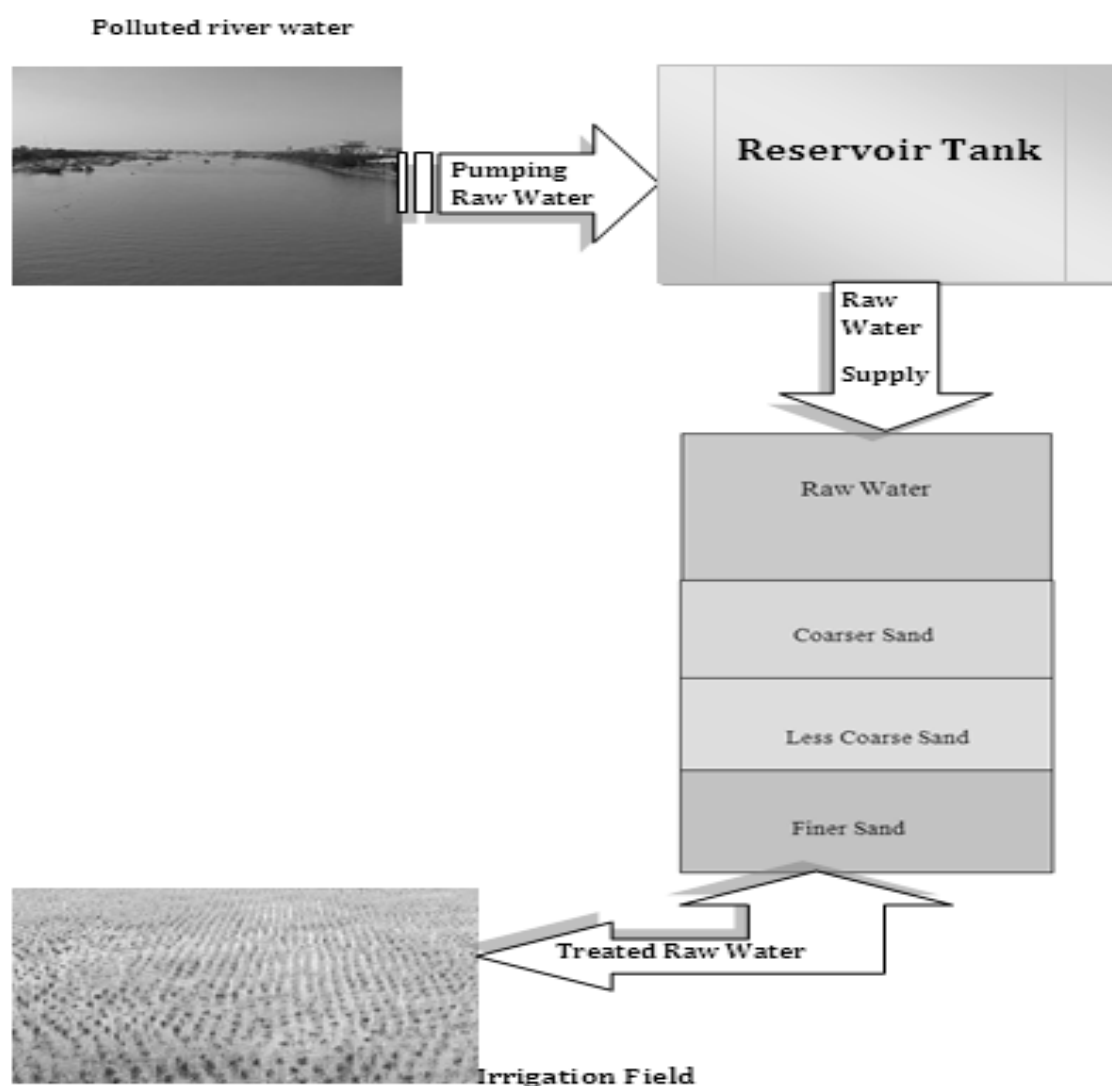 Polluted river water
Pumping
Raw Water
Reservoir Tank
Raw
Water
Supply
Raw Water
Coarser Sand
Less Coarse Sand
Finer Sand
Treated Raw Water
Irrigation Field